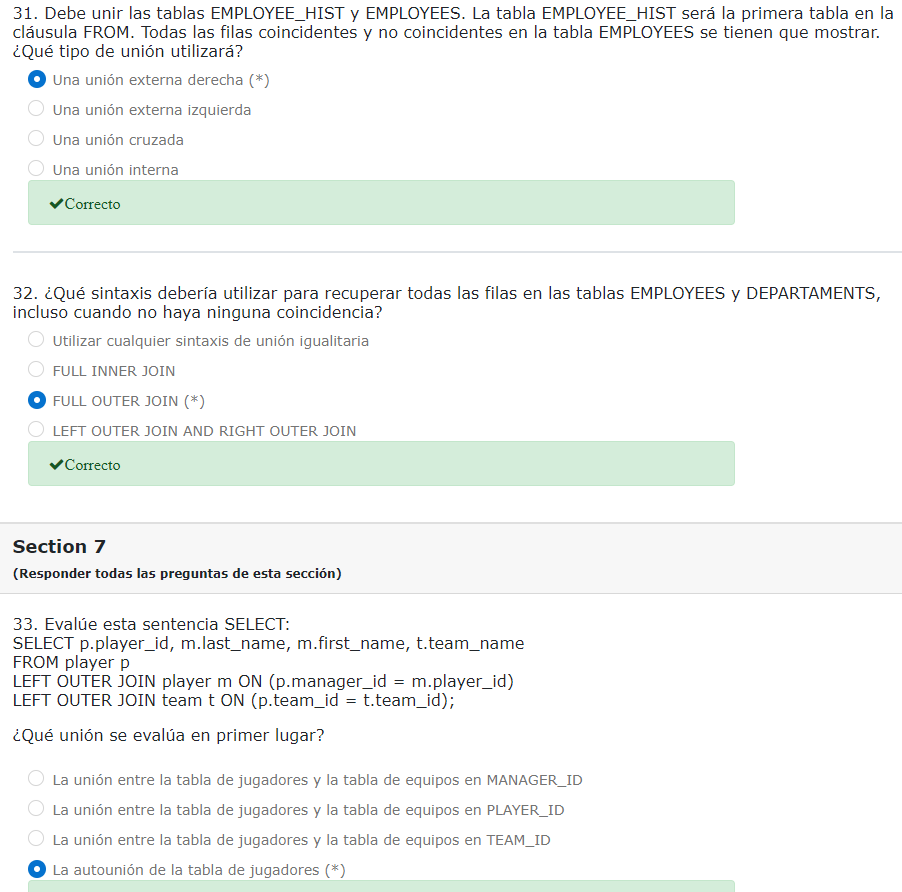 31. Debe unir las tablas EMPLOYEE_HIST y EMPLOYEES. La tabla EMPLOYEE_HIST será la primera tabla en la
cláusula FROM. Todas las filas coincidentes y no coincidentes en la tabla EMPLOYEES se tienen que mostrar.
¿Qué tipo de unión utilizará?
Una unión externa derecha (*)
Una unión externa izquierda
Una unión cruzada
Una unión interna
✔Correcto
32. ¿Qué sintaxis debería utilizar para recuperar todas las filas en las tablas EMPLOYEES y DEPARTAMENTS,
incluso cuando no haya ninguna coincidencia?
Utilizar cualquier sintaxis de unión igualitaria
FULL INNER JOIN
FULL OUTER JOIN (*)
LEFT OUTER JOIN AND RIGHT OUTER JOIN
✔Correcto
Section 7
(Responder todas las preguntas de esta sección)
33. Evalúe esta sentencia SELECT:
SELECT p.player_id, m.last_name, m.first_name, t.team_name
FROM player p
LEFT OUTER JOIN player m ON (p.manager_id = m.player_id)
LEFT OUTER JOIN team t ON (p.team_id = t.team_id);
¿Qué unión se evalúa en primer lugar?
La unión entre la tabla de jugadores y la tabla de equipos en MANAGER_ID
La unión entre la tabla de jugadores y la tabla de equipos en PLAYER_ID
La unión entre la tabla de jugadores y la tabla de equipos en TEAM_ID
La autounión de la tabla de jugadores (*)